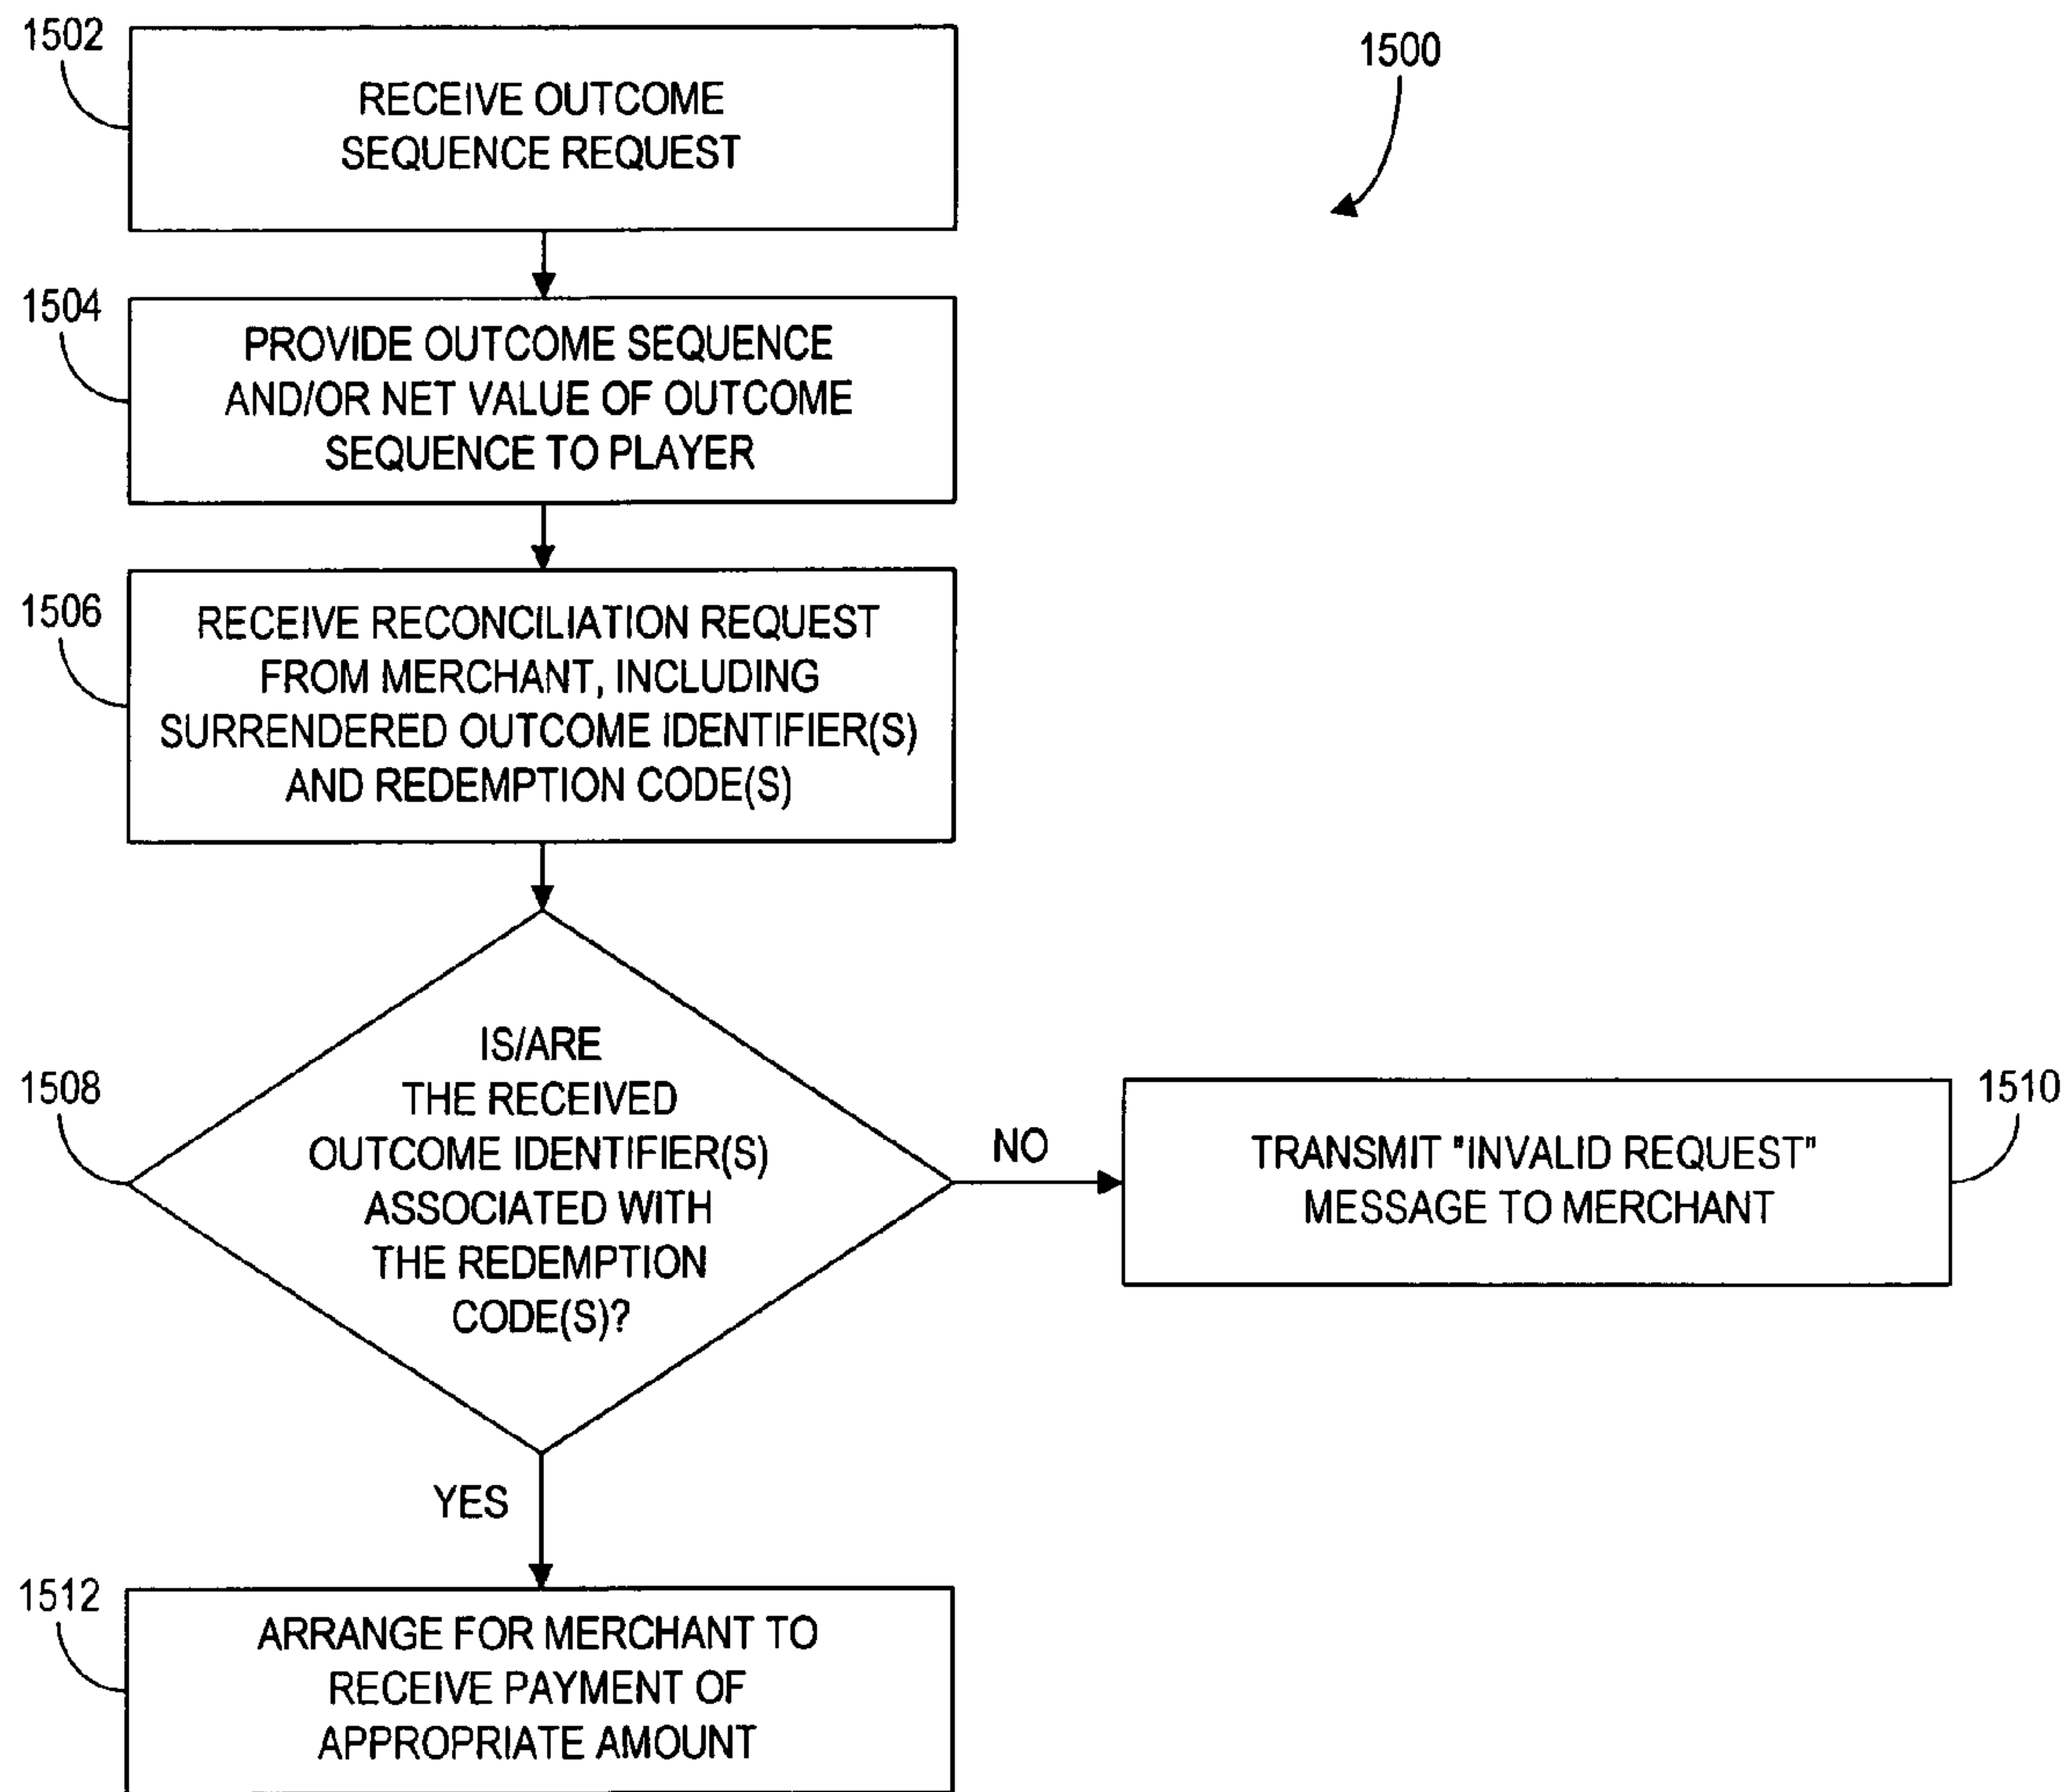 1502
1500
RECEIVE OUTCOME
SEQUENCE REQUEST
1504
PROVIDE OUTCOME SEQUENCE
AND/OR NET VALUE OF OUTCOME
SEQUENCE TO PLAYER
1506
RECEIVE RECONCILIATION REQUEST
FROM MERCHANT, INCLUDING
SURRENDERED OUTCOME IDENTIFIER(S)
AND REDEMPTION CODE(S)
1508
IS/ARE
THE RECEIVED
OUTCOME IDENTIFIER(S)
ASSOCIATED WITH
THE REDEMPTION
CODE(S)?
NO
1510
TRANSMIT "INVALID REQUEST"
MESSAGE TO MERCHANT
YES
1512
ARRANGE FOR MERCHANT TO
RECEIVE PAYMENT OF
APPROPRIATE AMOUNT